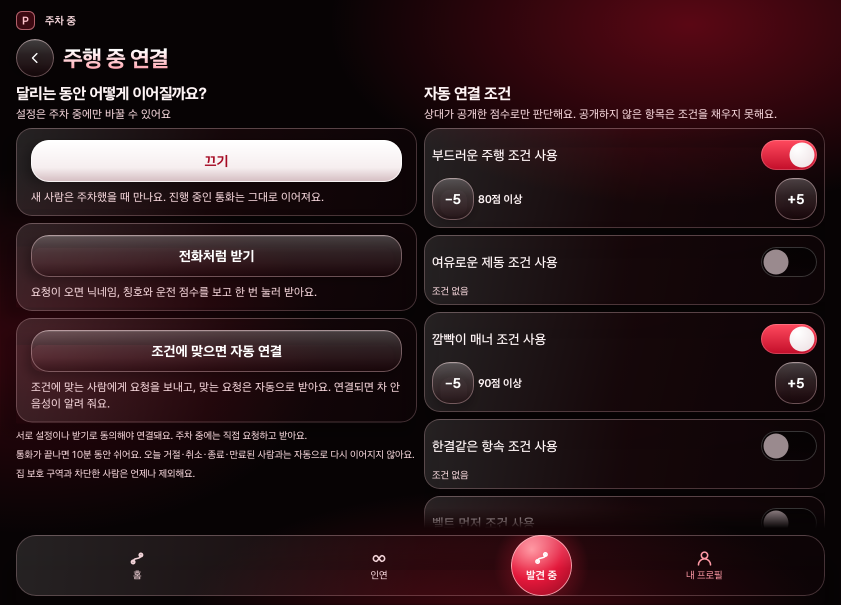 P 주차 중
주행 중 연결
달리는 동안 어떻게 이어질까요?
설정은 주차 중에만 바꿀 수 있어요
끄기
새 사람은 주차했을 때 만나요. 진행 중인 통화는 그대로 이어져요.
전화처럼 받기
요청이 오면 닉네임, 칭호와 운전 점수를 보고 한 번 눌러 받아요.
조건에 맞으면 자동 연결
조건에 맞는 사람에게 요청을 보내고, 맞는 요청은 자동으로 받아요. 연결되면 차 안
음성이 알려 줘요.
서로 설정이나 받기로 동의해야 연결돼요. 주차 중에는 직접 요청하고 받아요.
통화가 끝나면 10분 동안 쉬어요. 오늘 거절·취소·종료·만료된 사람과는 자동으로 다시 이어지지 않아요.
집 보호 구역과 차단한 사람은 언제나 제외해요.
자동 연결 조건
상대가 공개한 점수로만 판단해요. 공개하지 않은 항목은 조건을 채우지 못해요.
부드러운 주행 조건 사용
−5 80점 이상 +5
여유로운 제동 조건 사용
조건 없음
깜빡이 매너 조건 사용
−5 90점 이상 +5
한결같은 항속 조건 사용
조건 없음
벨트 먼저 조건 사용
홈 인연 발견 중 내 프로필